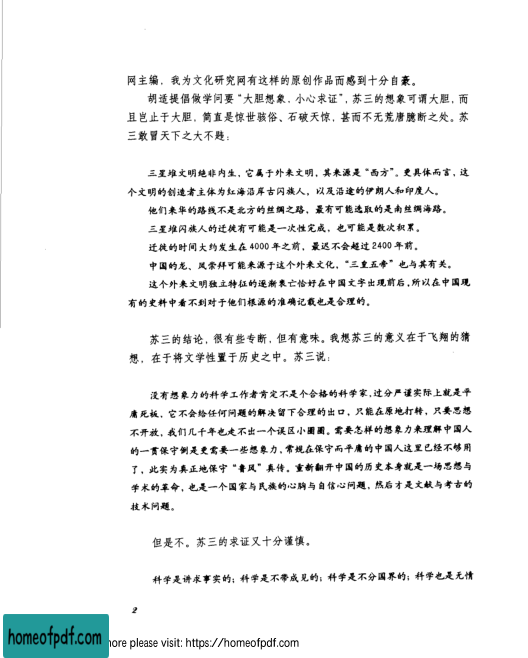 网主编，我为文化研究网有这样的原创作品而感到十分自豪。
胡适提倡做学问要“大胆想象，小心求证”，苏三的想象可谓大胆，而
且岂止于大胆，简直是惊世骇俗、石破天惊，甚而不无荒唐臆断之处。苏
三敢冒天下之大不韪：
三星堆文明绝非内生，它属于外来文明，其来源是“西方”。更具体而言，这
个文明的创造者主体为红海沿岸古闪族人，以及沿途的伊朗人和印度人。
他们来华的路线不是北方的丝绸之路，最有可能选取的是南丝绸海路。
三星堆闪族人的迁徙有可能是一次性完成，也可能是数次积累。
迁徙的时间大约发生在4000年之前，最迟不会超过2400年前。
中国的龙、凤崇拜可能来源于这个外来文化，“三皇五帝”也与其有关。
这个外来文明独立特征的逐渐衰亡恰好在中国文字出现前后，所以在中国现
有的史料中看不到对于他们根源的准确记载也是合理的。
苏三的结论，很有些专断，但有意味。我想苏三的意义在于飞翔的猜
想，在于将文学性置于历史之中。苏三说：
没有想象力的科学工作者肯定不是个合格的科学家，过分严谨实际上就是平
庸死板，它不会给任何问题的解决留下合理的出口，只能在原地打转，只要思想
不开放，我们几千年也走不出一个误区小圈圈。需要怎样的想象力来理解中国人
的一贯保守倒是更需要一些想象力，常规在保守而平庸的中国人这里已经不够用
了，此实为真正地保守“鲁风”真传。重新翻开中国的历史本身就是一场思想与
学术的革命，也是一个国家与民族的心胸与自信心问题，然后才是文献与考古的
技术问题。
但是不。苏三的求证又十分谨慎。
科学是讲求事实的；科学是不带成见的；科学是不分国界的；科学也是无情
2
homeofpdf.com
more please visit: https://homeofpdf.com